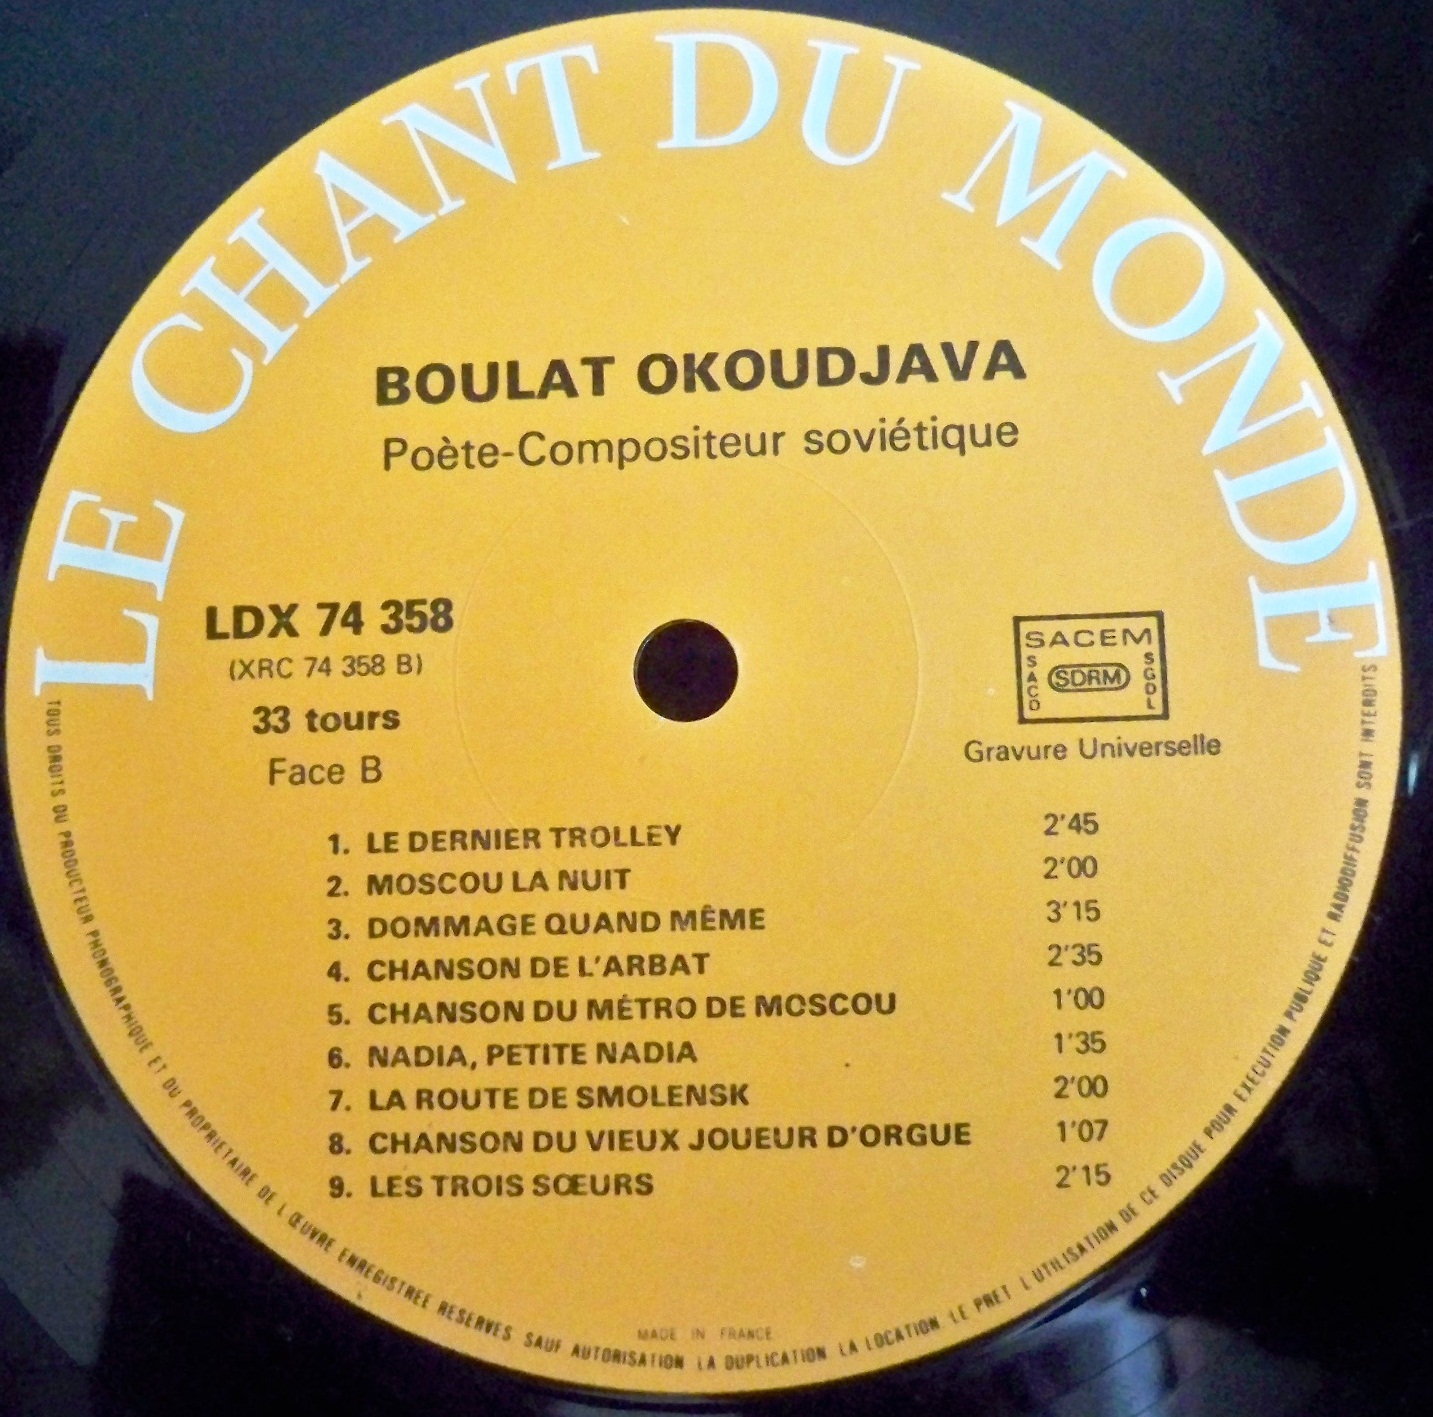 LE CHANT DU MONDE
BOULAT OKOUDJAVA
Poète-Compositeur soviétique
LDX 74 358
(XRC 74 358 B)
33 tours
Face B
SACEM
SACD
SDRM
SGDL
Gravure Universelle
1. LE DERNIER TROLLEY 2'45
2. MOSCOU LA NUIT 2'00
3. DOMMAGE QUAND MÊME 3'15
4. CHANSON DE L'ARBAT 2'35
5. CHANSON DU MÉTRO DE MOSCOU 1'00
6. NADIA, PETITE NADIA 1'35
7. LA ROUTE DE SMOLENSK 2'00
8. CHANSON DU VIEUX JOUEUR D'ORGUE 1'07
9. LES TROIS SŒURS 2'15
MADE IN FRANCE
TOUS DROITS DU PRODUCTEUR PHONOGRAPHIQUE ET DU PROPRIETAIRE DE L ŒUVRE ENREGISTREE RESERVES SAUF AUTORISATION LA DUPLICATION LA LOCATION LE PRET L UTILISATION DE CE DISQUE POUR EXECUTION PUBLIQUE ET RADIODIFFUSION SONT INTERDITS